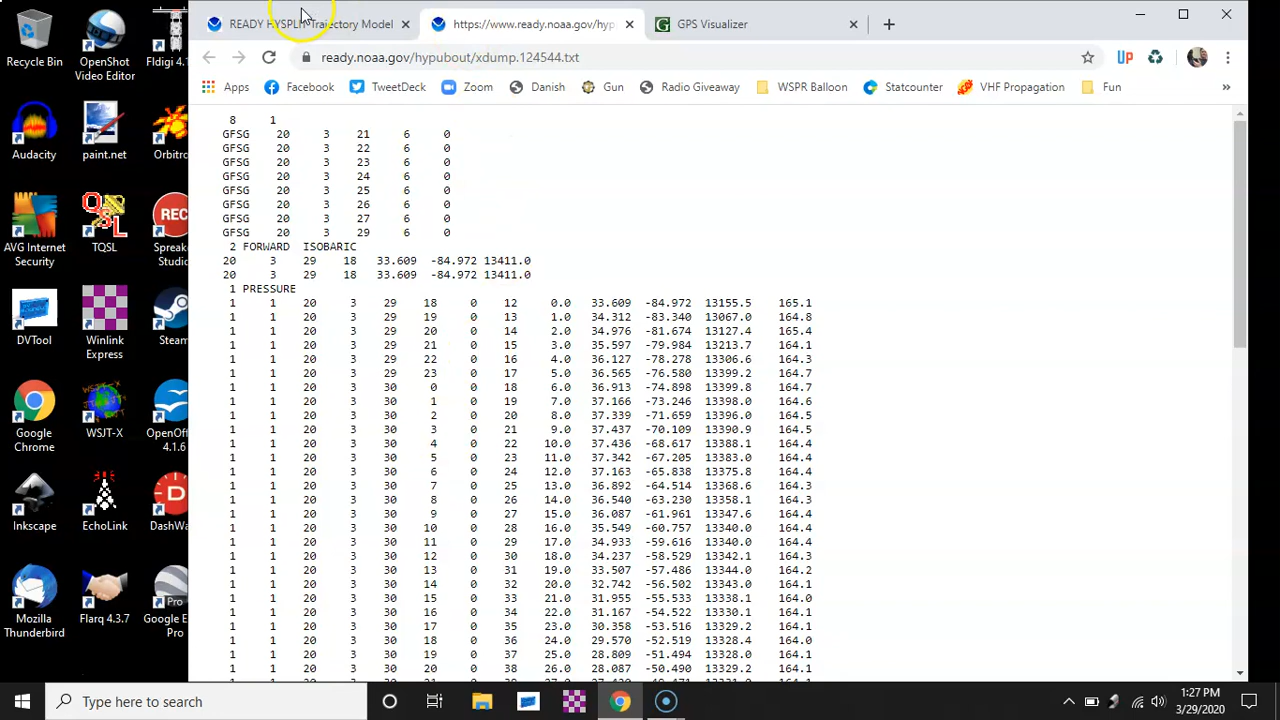 READY HYSPLIT Trajectory Model
https://www.ready.noaa.gov/hyp
GPS Visualizer
ready.noaa.gov/hypubout/xdump.124544.txt
Apps Facebook TweetDeck Zoom Danish Gun Radio Giveaway WSPR Balloon Statcounter VHF Propagation Fun »
Recycle Bin
OpenShot Video Editor
Fldigi 4.1
Audacity
paint.net
Orbitro
AVG Internet Security
TQSL
Spreak Studio
DVTool
Winlink Express
Steam
Google Chrome
WSJT-X
OpenOff 4.1.6
Inkscape
EchoLink
DashWa
Mozilla Thunderbird
Flarq 4.3.7
Google E Pro
8 1
GFSG 20 3 21 6 0
GFSG 20 3 22 6 0
GFSG 20 3 23 6 0
GFSG 20 3 24 6 0
GFSG 20 3 25 6 0
GFSG 20 3 26 6 0
GFSG 20 3 27 6 0
GFSG 20 3 29 6 0
2 FORWARD ISOBARIC
20 3 29 18 33.609 -84.972 13411.0
20 3 29 18 33.609 -84.972 13411.0
1 PRESSURE
1 1 20 3 29 18 0 12 0.0 33.609 -84.972 13155.5 165.1
1 1 20 3 29 19 0 13 1.0 34.312 -83.340 13067.0 164.8
1 1 20 3 29 20 0 14 2.0 34.976 -81.674 13127.4 165.4
1 1 20 3 29 21 0 15 3.0 35.597 -79.984 13213.7 164.1
1 1 20 3 29 22 0 16 4.0 36.127 -78.278 13306.6 164.3
1 1 20 3 29 23 0 17 5.0 36.565 -76.580 13399.2 164.7
1 1 20 3 30 0 0 18 6.0 36.913 -74.898 13399.8 164.7
1 1 20 3 30 1 0 19 7.0 37.166 -73.246 13398.0 164.6
1 1 20 3 30 2 0 20 8.0 37.339 -71.659 13389.0 164.5
1 1 20 3 30 3 0 21 9.0 37.437 -70.109 13390.9 164.5
1 1 20 3 30 4 0 22 10.0 37.436 -68.617 13388.1 164.4
1 1 20 3 30 5 0 23 11.0 37.342 -67.205 13383.0 164.4
1 1 20 3 30 6 0 24 12.0 37.163 -65.838 13375.8 164.4
1 1 20 3 30 7 0 25 13.0 36.892 -64.514 13368.6 164.3
1 1 20 3 30 8 0 26 14.0 36.540 -63.230 13358.1 164.3
1 1 20 3 30 9 0 27 15.0 36.087 -61.961 13347.6 164.4
1 1 20 3 30 10 0 28 16.0 35.549 -60.757 13340.0 164.4
1 1 20 3 30 11 0 29 17.0 34.933 -59.616 13340.0 164.4
1 1 20 3 30 12 0 30 18.0 34.237 -58.529 13342.1 164.3
1 1 20 3 30 13 0 31 19.0 33.507 -57.486 13344.0 164.2
1 1 20 3 30 14 0 32 20.0 32.742 -56.502 13343.5 164.1
1 1 20 3 30 15 0 33 21.0 31.955 -55.533 13338.1 164.0
1 1 20 3 30 16 0 34 22.0 31.167 -54.522 13338.3 164.1
1 1 20 3 30 17 0 35 23.0 30.358 -53.516 13329.2 164.1
1 1 20 3 30 18 0 36 24.0 29.570 -52.519 13328.4 164.0
1 1 20 3 30 19 0 37 25.0 28.809 -51.494 13328.1 164.1
1 1 20 3 30 20 0 38 26.0 28.087 -50.490 13329.2 164.1
Type here to search
1:27 PM
3/29/2020